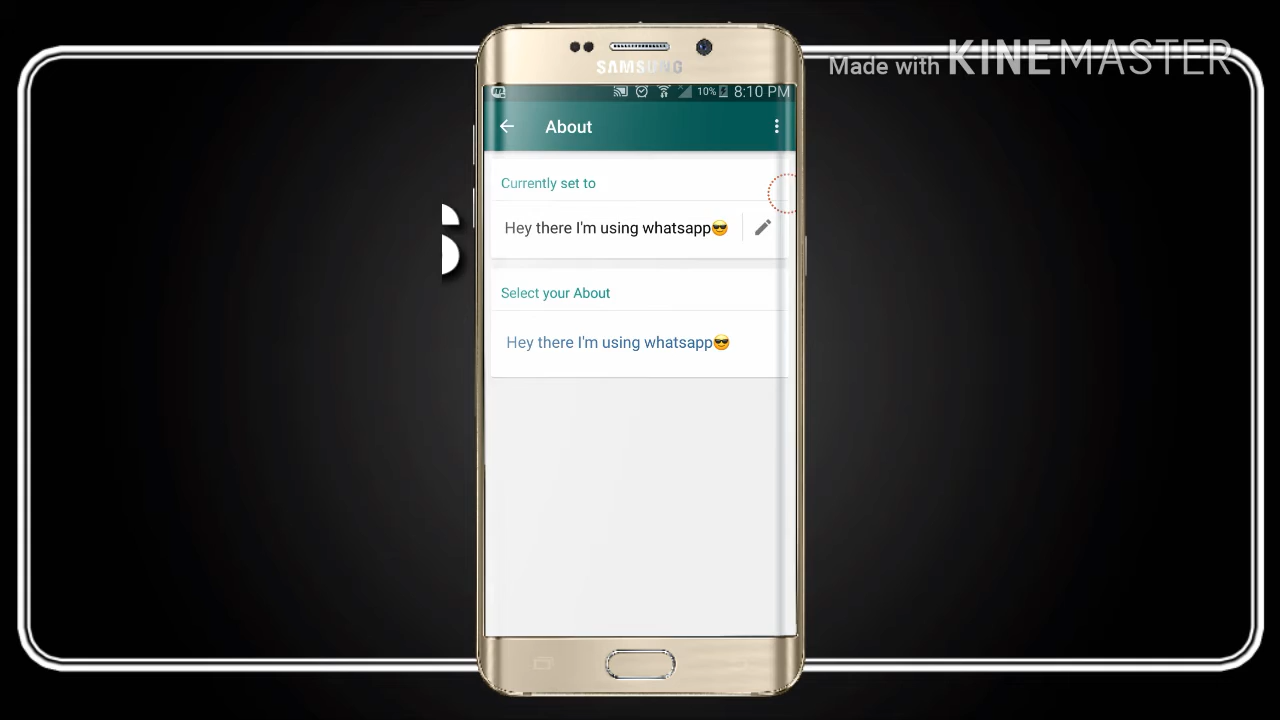 Made with KINEMASTER
SAMSUNG
10% 8:10 PM
About
Currently set to
Hey there I'm using whatsapp😎
Select your About
Hey there I'm using whatsapp😎